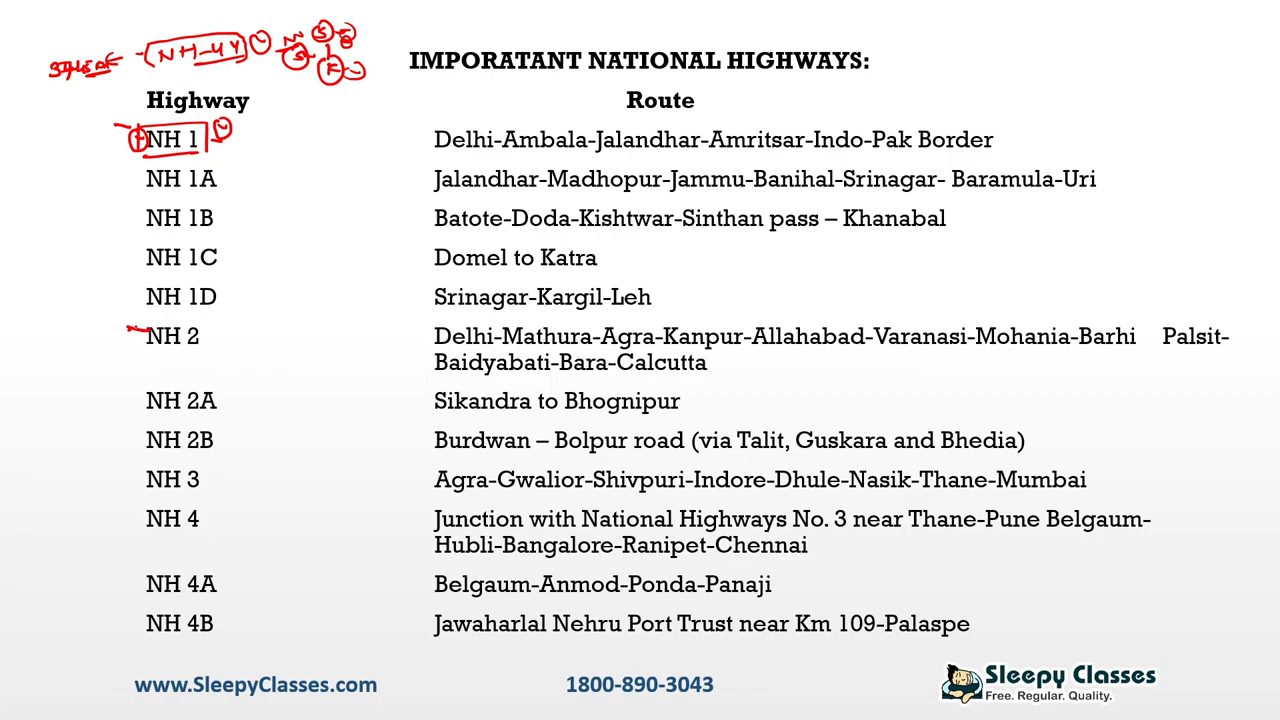 NH-44
IMPORATANT NATIONAL HIGHWAYS:
Highway Route
NH 1 Delhi-Ambala-Jalandhar-Amritsar-Indo-Pak Border
NH 1A Jalandhar-Madhopur-Jammu-Banihal-Srinagar- Baramula-Uri
NH 1B Batote-Doda-Kishtwar-Sinthan pass – Khanabal
NH 1C Domel to Katra
NH 1D Srinagar-Kargil-Leh
NH 2 Delhi-Mathura-Agra-Kanpur-Allahabad-Varanasi-Mohania-Barhi Palsit-
Baidyabati-Bara-Calcutta
NH 2A Sikandra to Bhognipur
NH 2B Burdwan – Bolpur road (via Talit, Guskara and Bhedia)
NH 3 Agra-Gwalior-Shivpuri-Indore-Dhule-Nasik-Thane-Mumbai
NH 4 Junction with National Highways No. 3 near Thane-Pune Belgaum-
Hubli-Bangalore-Ranipet-Chennai
NH 4A Belgaum-Anmod-Ponda-Panaji
NH 4B Jawaharlal Nehru Port Trust near Km 109-Palaspe
www.SleepyClasses.com 1800-890-3043 Sleepy Classes
Free. Regular. Quality.